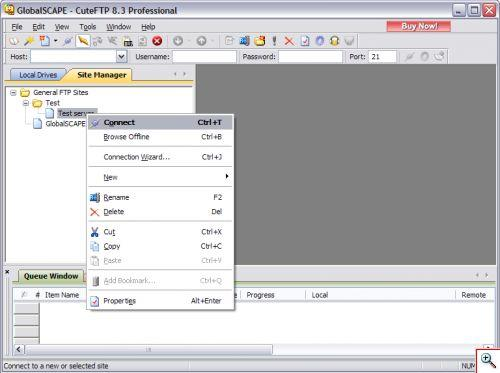 GlobalSCAPE - CuteFTP 8.3 Professional
File Edit View Tools Window Help
Buy Now!
Host: Username: Password: Port: 21
Local Drives Site Manager
General FTP Sites
Test
Test server
GlobalSCAPE
Connect Ctrl+T
Browse Offline Ctrl+B
Connection Wizard... Ctrl+J
New
Rename F2
Delete Del
Cut Ctrl+X
Copy Ctrl+C
Paste Ctrl+V
Add Bookmark... Ctrl+Q
Properties Alt+Enter
Queue Window
# Item Name Progress Local Remote
Connect to a new or selected site NUM